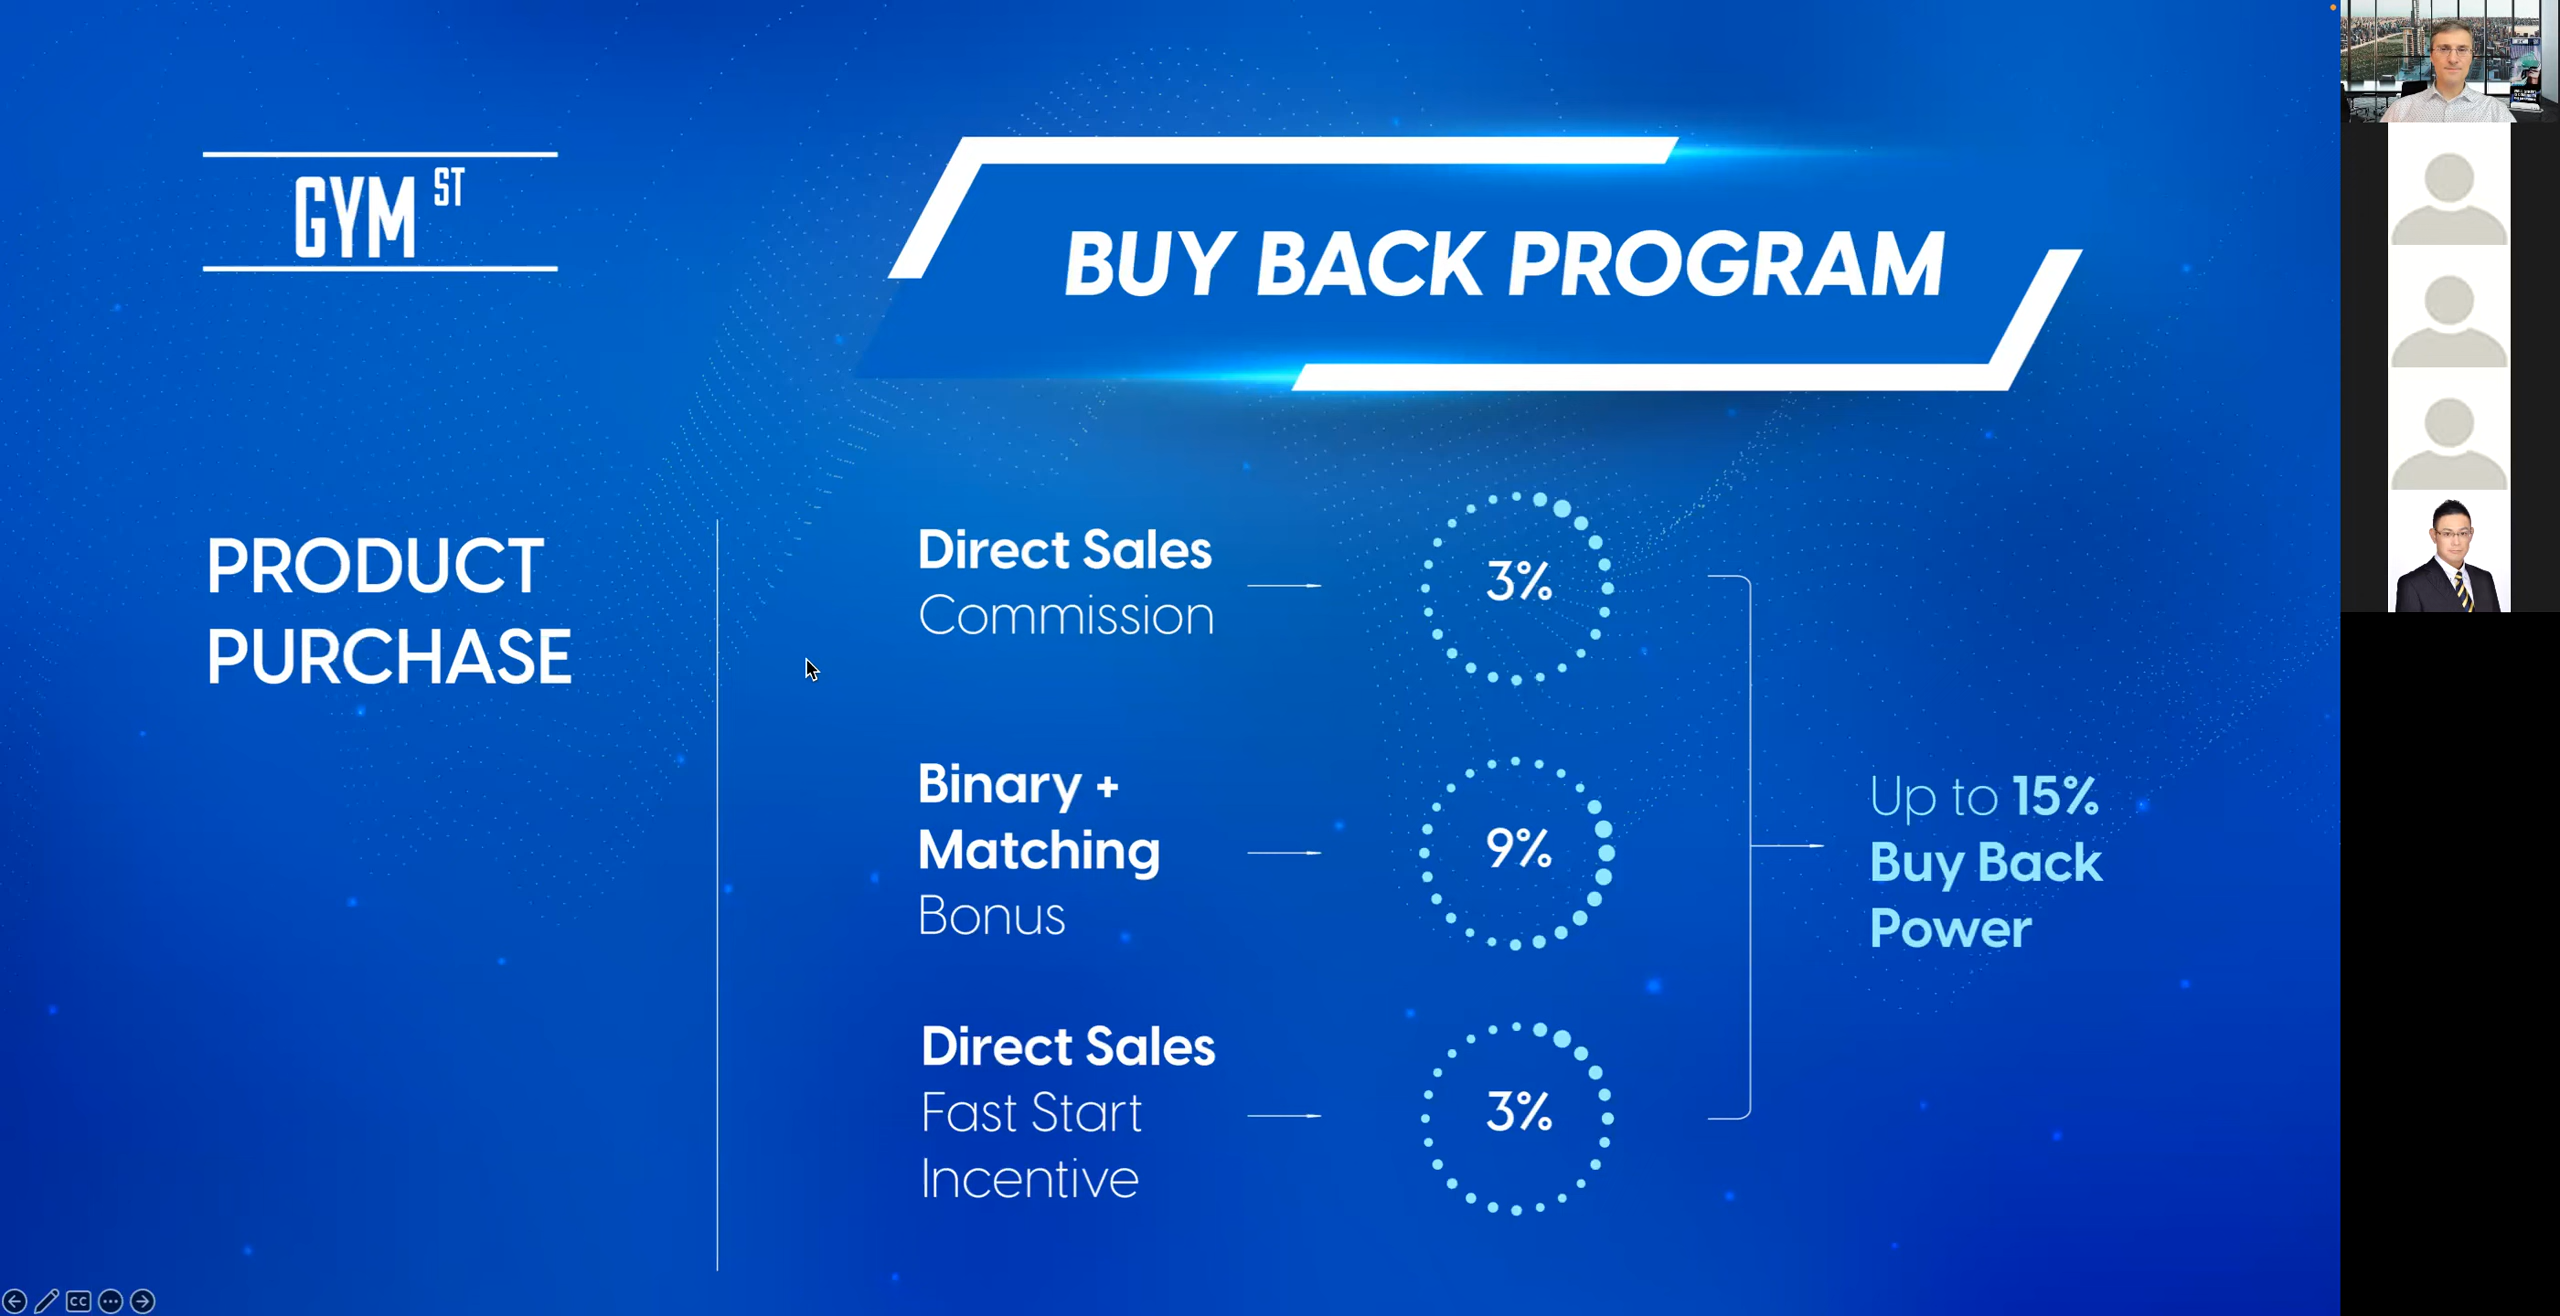 GYM ST
BUY BACK PROGRAM
PRODUCT
PURCHASE
Direct Sales
Commission
3%
Binary +
Matching
Bonus
9%
Direct Sales
Fast Start
Incentive
3%
Up to 15%
Buy Back
Power
CC